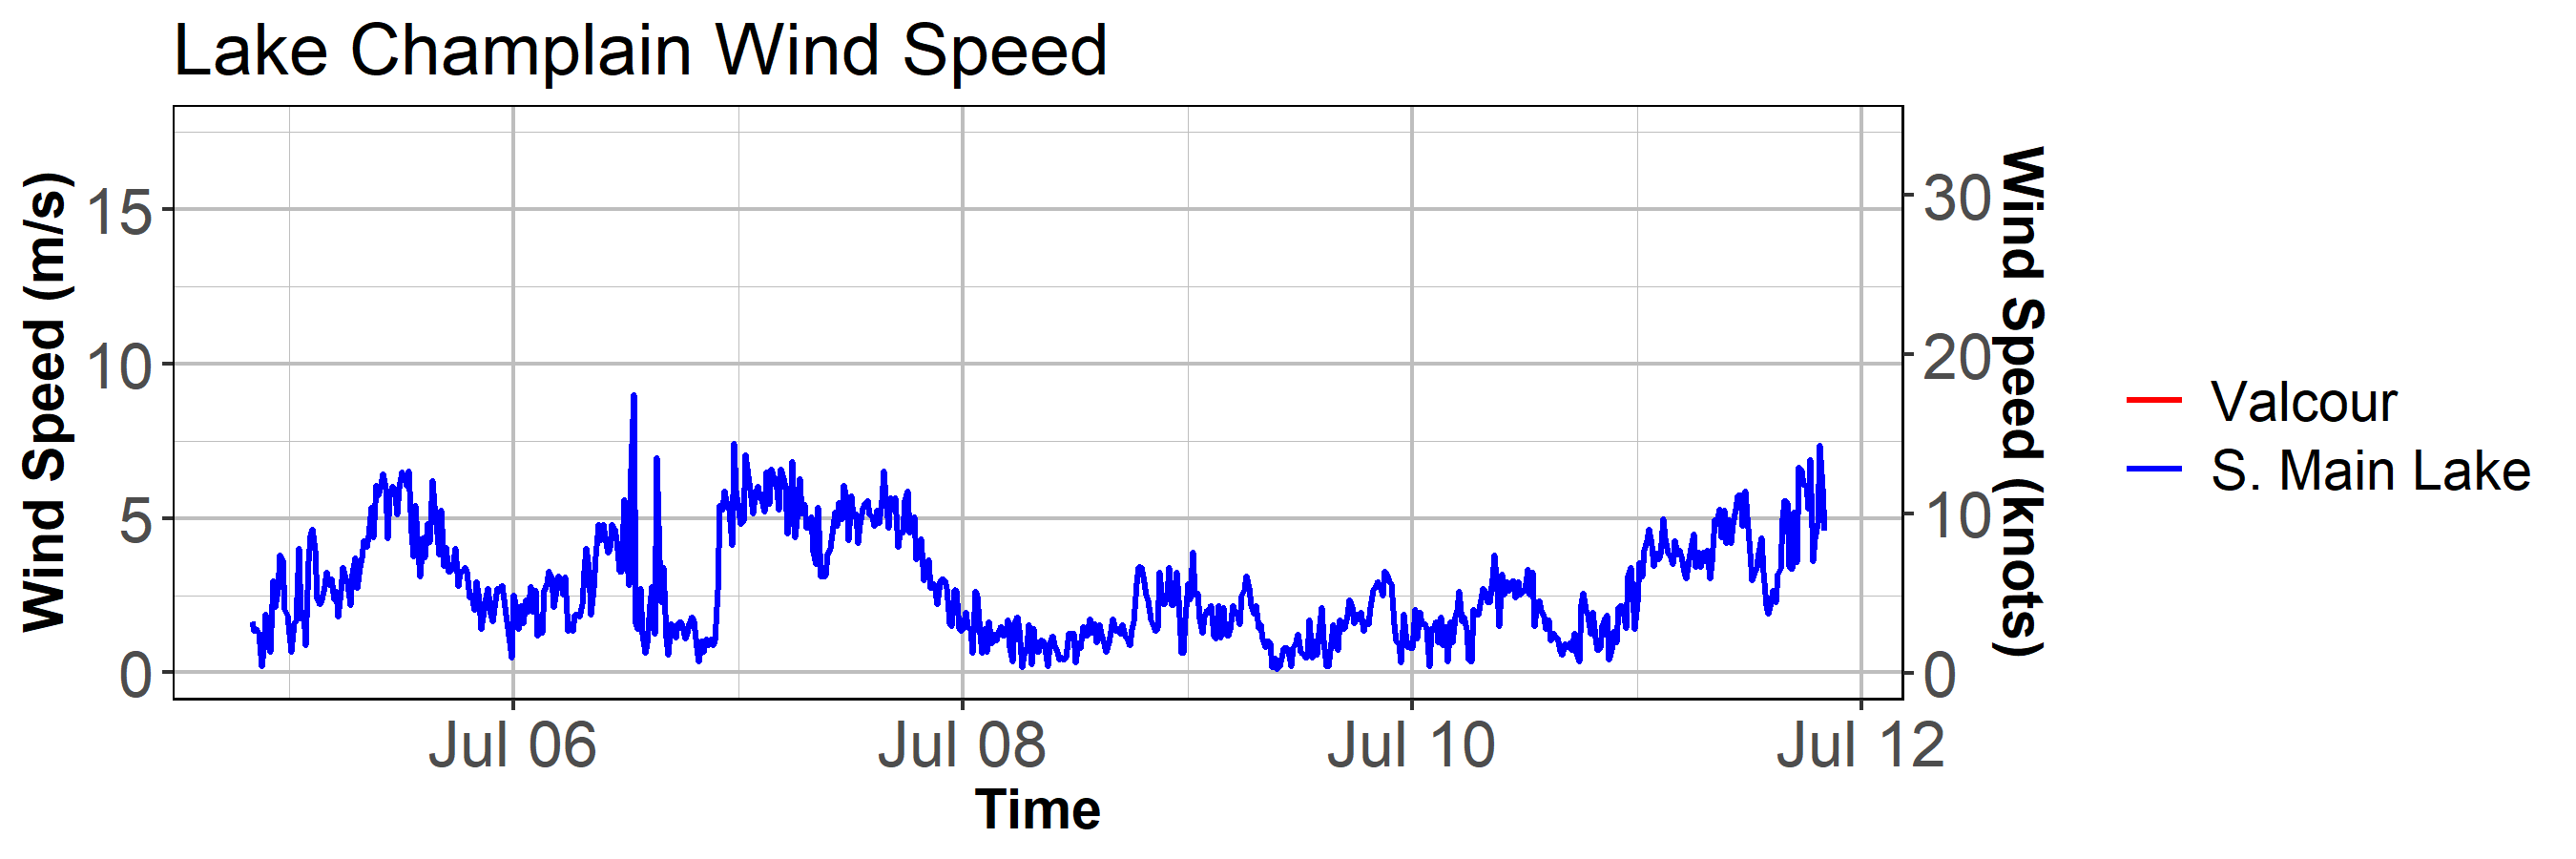 Lake Champlain Wind Speed
Wind Speed (m/s)
15
10
5
0
30
20
10
0
Wind Speed (knots)
Jul 06
Jul 08
Jul 10
Jul 12
Time
Valcour
S. Main Lake